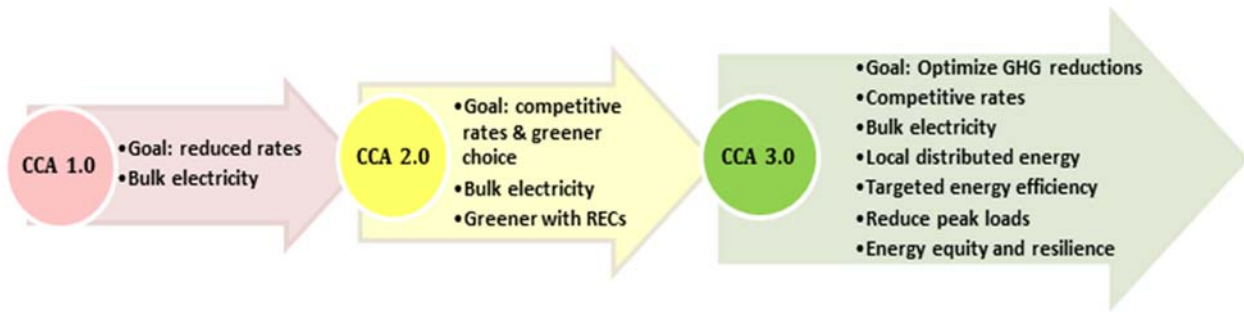 CCA 1.0
•Goal: reduced rates
•Bulk electricity
CCA 2.0
•Goal: competitive
rates & greener
choice
•Bulk electricity
•Greener with RECs
CCA 3.0
•Goal: Optimize GHG reductions
•Competitive rates
•Bulk electricity
•Local distributed energy
•Targeted energy efficiency
•Reduce peak loads
•Energy equity and resilience